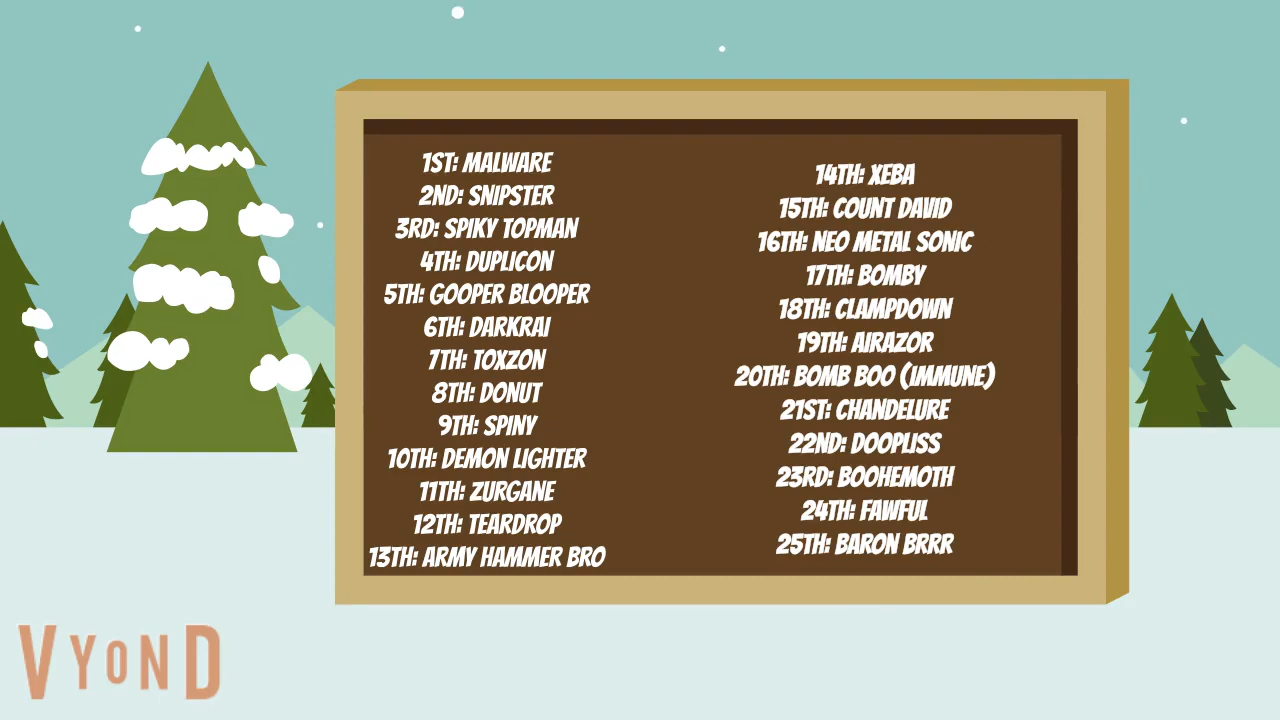 1ST: MALWARE
2ND: SNIPSTER
3RD: SPIKY TOPMAN
4TH: DUPLICON
5TH: GOOPER BLOOPER
6TH: DARKRAI
7TH: TOXZON
8TH: DONUT
9TH: SPINY
10TH: DEMON LIGHTER
11TH: ZURGANE
12TH: TEARDROP
13TH: ARMY HAMMER BRO
14TH: XEBA
15TH: COUNT DAVID
16TH: NEO METAL SONIC
17TH: BOMBY
18TH: CLAMPDOWN
19TH: AIRAZOR
20TH: BOMB BOO (IMMUNE)
21ST: CHANDELURE
22ND: DOOPLISS
23RD: BOOHEMOTH
24TH: FAWFUL
25TH: BARON BRRR
VYOND